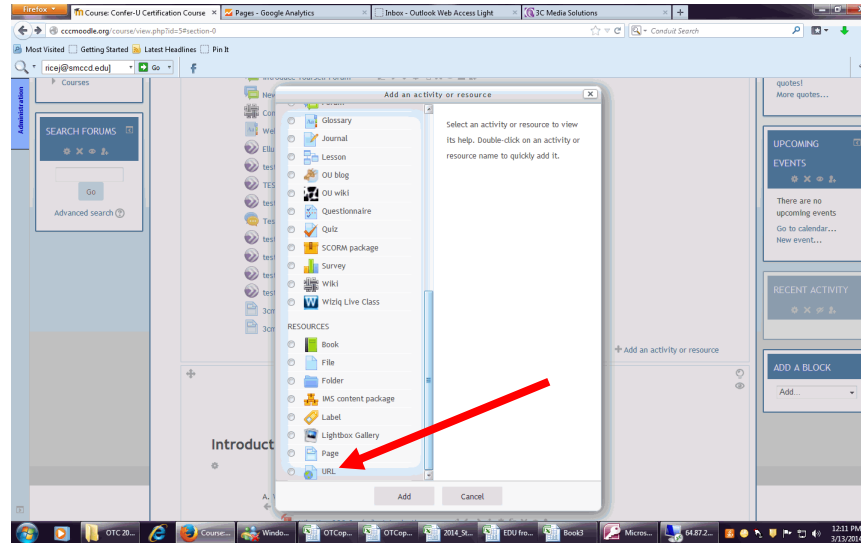 Firefox
Course: Confer-U Certification Course
Pages - Google Analytics
Inbox - Outlook Web Access Light
3C Media Solutions
cccmoodle.org/course/view.php?id=5#section-0
Conduit Search
Most Visited
Getting Started
Latest Headlines
Pin It
ricej@smccd.edu]
Go
Administration
Courses
SEARCH FORUMS
Go
Advanced search
Add an activity or resource
Glossary
Journal
Lesson
OU blog
OU wiki
Questionnaire
Quiz
SCORM package
Survey
Wiki
Wiziq Live Class
RESOURCES
Book
File
Folder
IMS content package
Label
Lightbox Gallery
Page
URL
Select an activity or resource to view
its help. Double-click on an activity or
resource name to quickly add it.
Add
Cancel
Introduct
+ Add an activity or resource
quotes!
More quotes...
UPCOMING
EVENTS
There are no
upcoming events
Go to calendar...
New event...
RECENT ACTIVITY
ADD A BLOCK
Add...
OTC 20...
Course:...
Windo...
OTCop...
OTCop...
2014_St...
EDU fro...
Book3
Micros...
64.87.2...
12:11 PM
3/13/2014